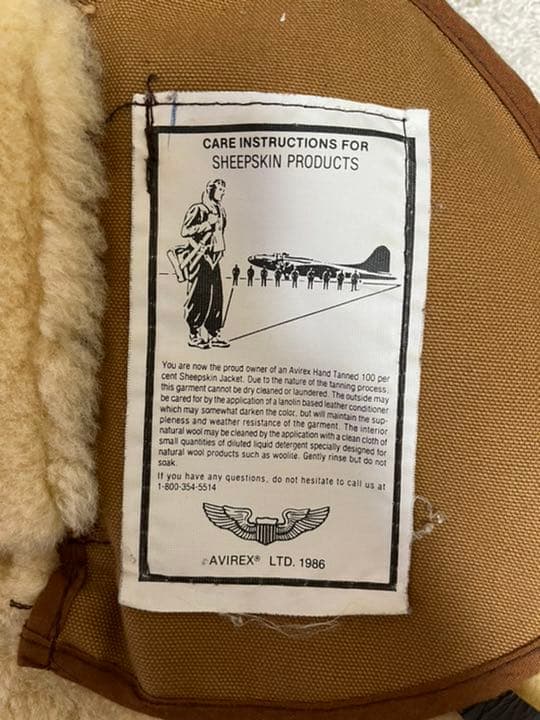 CARE INSTRUCTIONS FOR
SHEEPSKIN PRODUCTS
You are now the proud owner of an Avirex Hand Tanned 100 per
cent Sheepskin Jacket. Due to the nature of the tanning process,
this garment cannot be dry cleaned or laundered. The outside may
be cared for by the application of a lanolin based leather conditioner
which may somewhat darken the color, but will maintain the sup-
pleness and weather resistance of the garment. The interior
natural wool may be cleaned by the application with a clean cloth of
small quantities of diluted liquid detergent specially designed for
natural wool products such as woolite. Gently rinse but do not
soak.
If you have any questions, do not hesitate to call us at
1-800-354-5514
©AVIREX® LTD. 1986